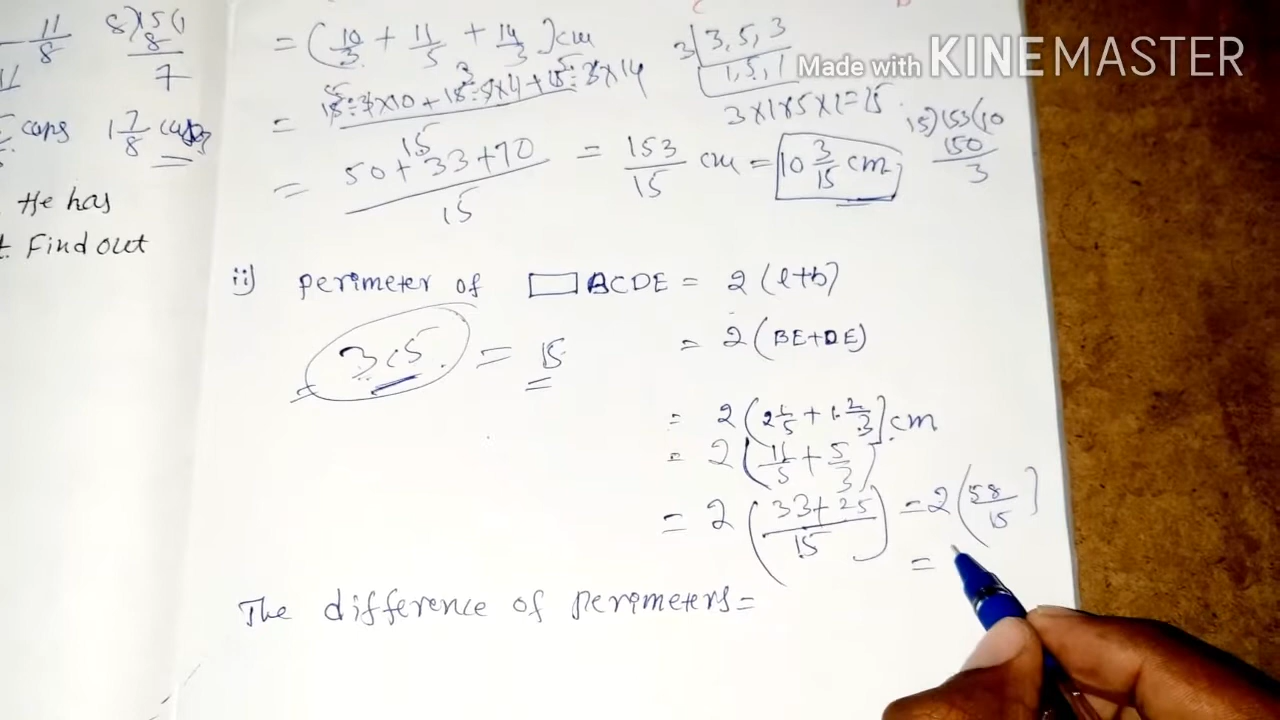 11/8
8)15(1
8
7
caps 1 7/8 cups
He has
Find out
= (10/3 + 11/5 + 14/3) cm
3 | 3, 5, 3
1, 5, 1
3×1×5×1=15
Made with KINEMASTER
=
15
= 50+33+70/15 = 153/15 cm = 10 3/15 cm
15)153(10
150
3
ii) perimeter of ▭ BCDE = 2(l+b)
= 2(BE+DE)
3 5 = 15
= 2(2 1/5 + 1 2/3) cm
= 2(11/5 + 5/3)
= 2(33+25/15) = 2(58/15)
=
The difference of perimeters=